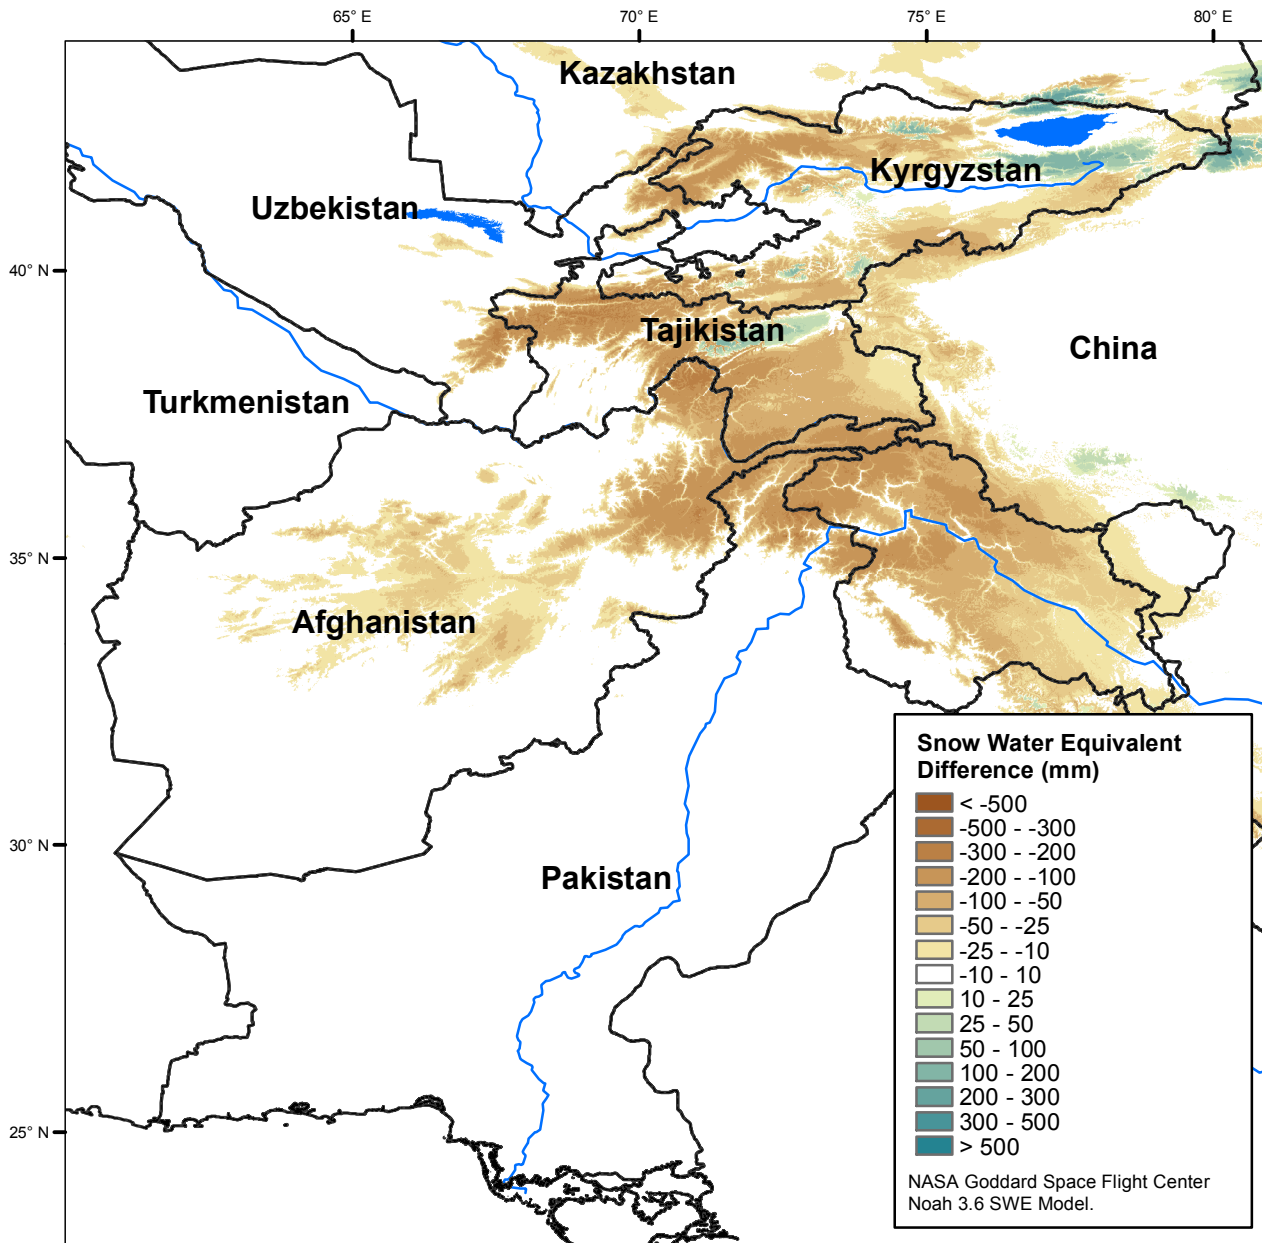 65° E
70° E
75° E
80° E
Kazakhstan
Kyrgyzstan
Uzbekistan
40° N
Tajikistan
China
Turkmenistan
35° N
Afghanistan
Snow Water Equivalent
Difference (mm)
< -500
-500 - -300
-300 - -200
-200 - -100
-100 - -50
-50 - -25
-25 - -10
-10 - 10
10 - 25
25 - 50
50 - 100
100 - 200
200 - 300
300 - 500
> 500
NASA Goddard Space Flight Center
Noah 3.6 SWE Model.
30° N
Pakistan
25° N